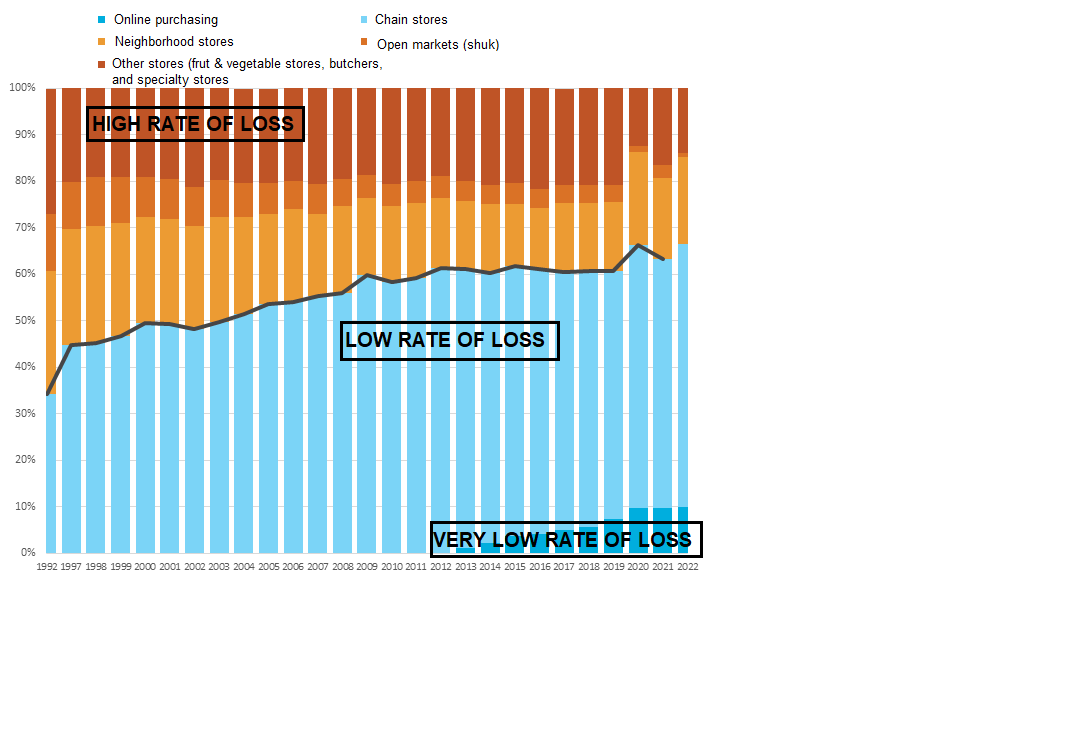 Online purchasing
Chain stores
Neighborhood stores
Open markets (shuk)
Other stores (frut & vegetable stores, butchers,
and specialty stores
100%
HIGH RATE OF LOSS
90%
80%
70%
60%
50%
LOW RATE OF LOSS
40%
30%
20%
10%
VERY LOW RATE OF LOSS
0%
1992 1997 1998 1999 2000 2001 2002 2003 2004 2005 2006 2007 2008 2009 2010 2011 2012 2013 2014 2015 2016 2017 2018 2019 2020 2021 2022